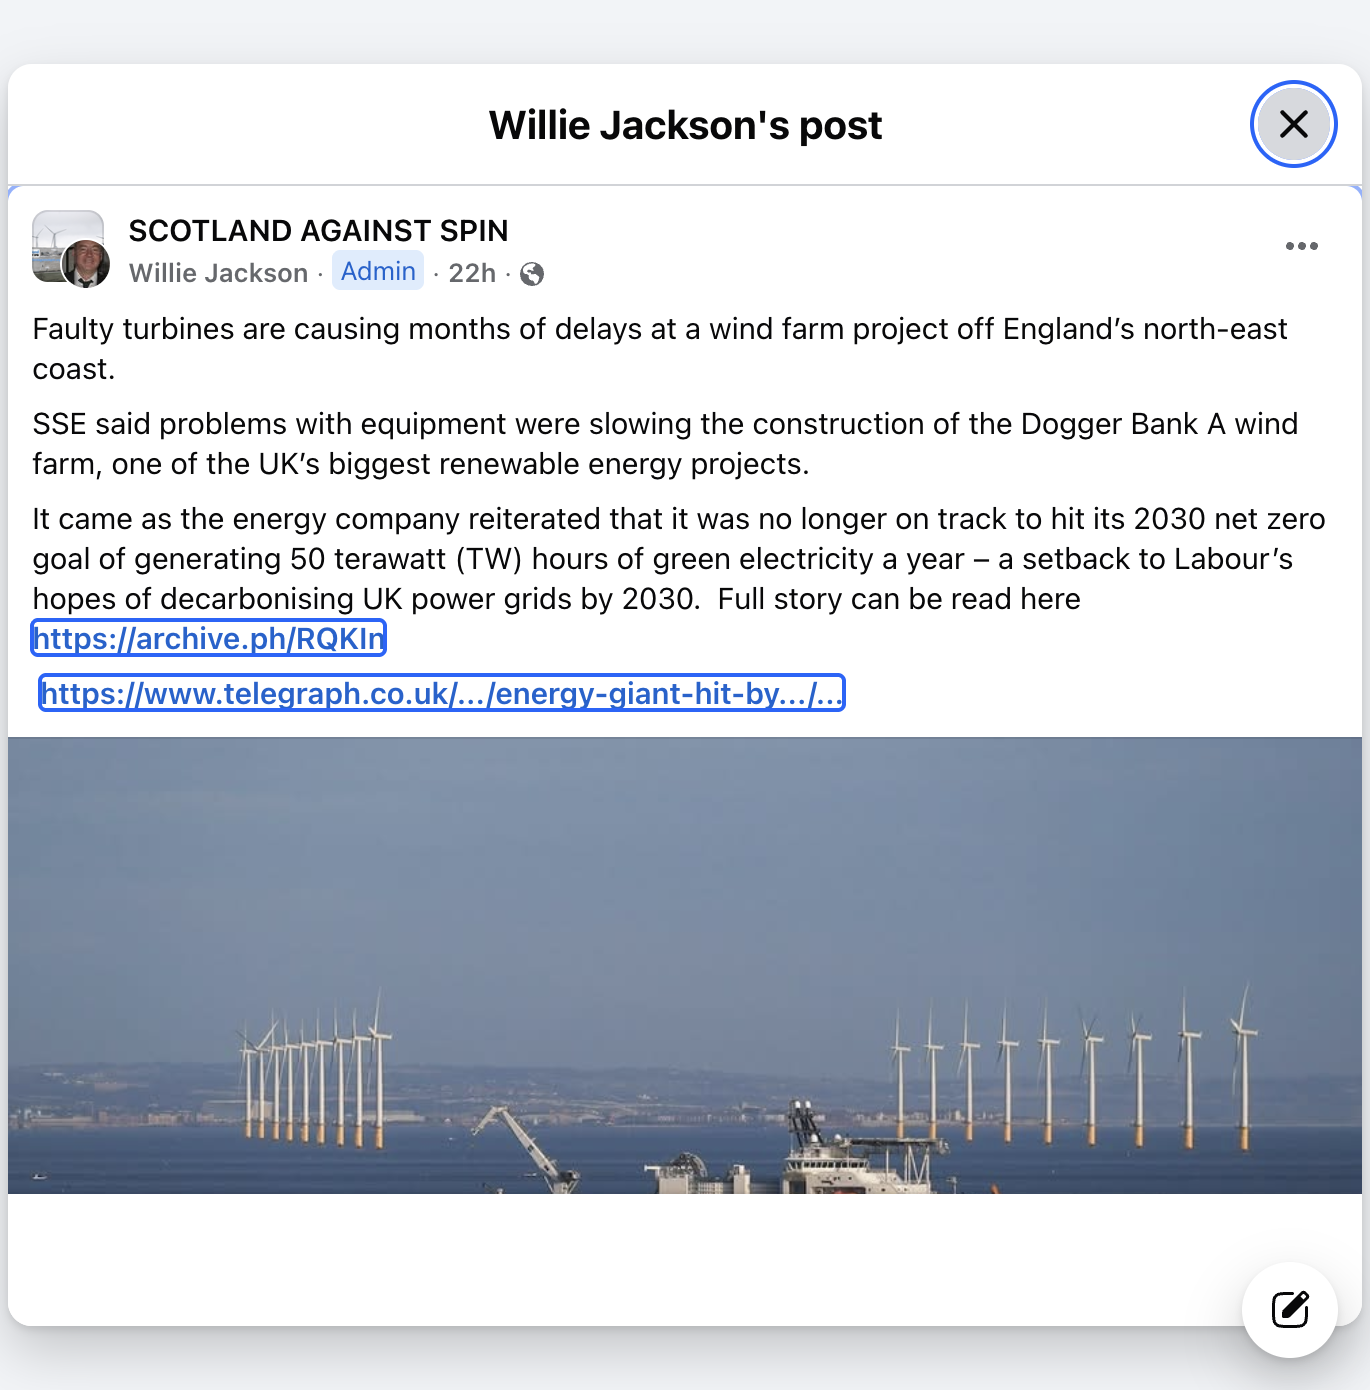 Willie Jackson's post
SCOTLAND AGAINST SPIN
Willie Jackson · Admin · 22h ·
Faulty turbines are causing months of delays at a wind farm project off England’s north-east
coast.
SSE said problems with equipment were slowing the construction of the Dogger Bank A wind
farm, one of the UK’s biggest renewable energy projects.
It came as the energy company reiterated that it was no longer on track to hit its 2030 net zero
goal of generating 50 terawatt (TW) hours of green electricity a year – a setback to Labour’s
hopes of decarbonising UK power grids by 2030.  Full story can be read here
https://archive.ph/RQKIn
https://www.telegraph.co.uk/.../energy-giant-hit-by.../...